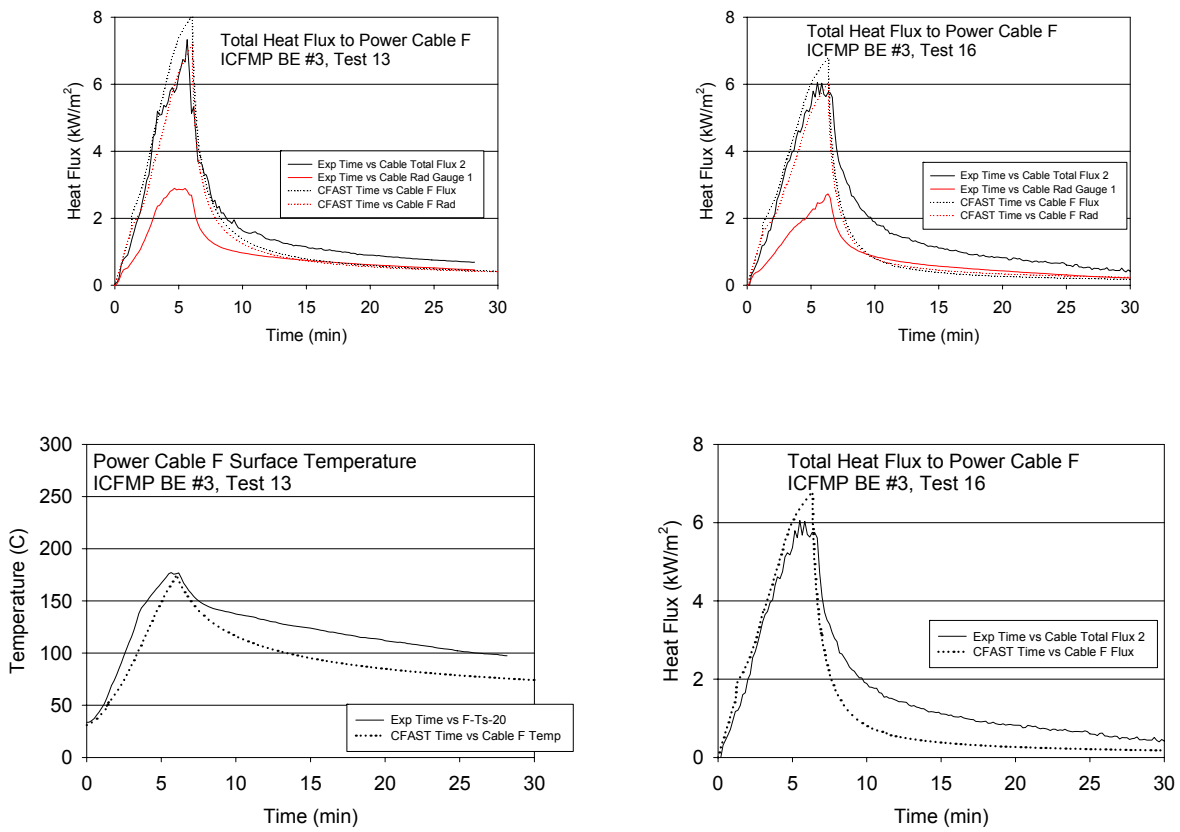 Total Heat Flux to Power Cable F
ICFMP BE #3, Test 13
Heat Flux (kW/m²)
8
6
4
2
0
Exp Time vs Cable Total Flux 2
Exp Time vs Cable Rad Gauge 1
CFAST Time vs Cable F Flux
CFAST Time vs Cable F Rad
0 5 10 15 20 25 30
Time (min)
Total Heat Flux to Power Cable F
ICFMP BE #3, Test 16
Heat Flux (kW/m²)
8
6
4
2
0
Exp Time vs Cable Total Flux 2
Exp Time vs Cable Rad Gauge 1
CFAST Time vs Cable F Flux
CFAST Time vs Cable F Rad
0 5 10 15 20 25 30
Time (min)
Power Cable F Surface Temperature
ICFMP BE #3, Test 13
Temperature (C)
300
250
200
150
100
50
0
Exp Time vs F-Ts-20
CFAST Time vs Cable F Temp
0 5 10 15 20 25 30
Time (min)
Total Heat Flux to Power Cable F
ICFMP BE #3, Test 16
Heat Flux (kW/m²)
8
6
4
2
0
Exp Time vs Cable Total Flux 2
CFAST Time vs Cable F Flux
0 5 10 15 20 25 30
Time (min)